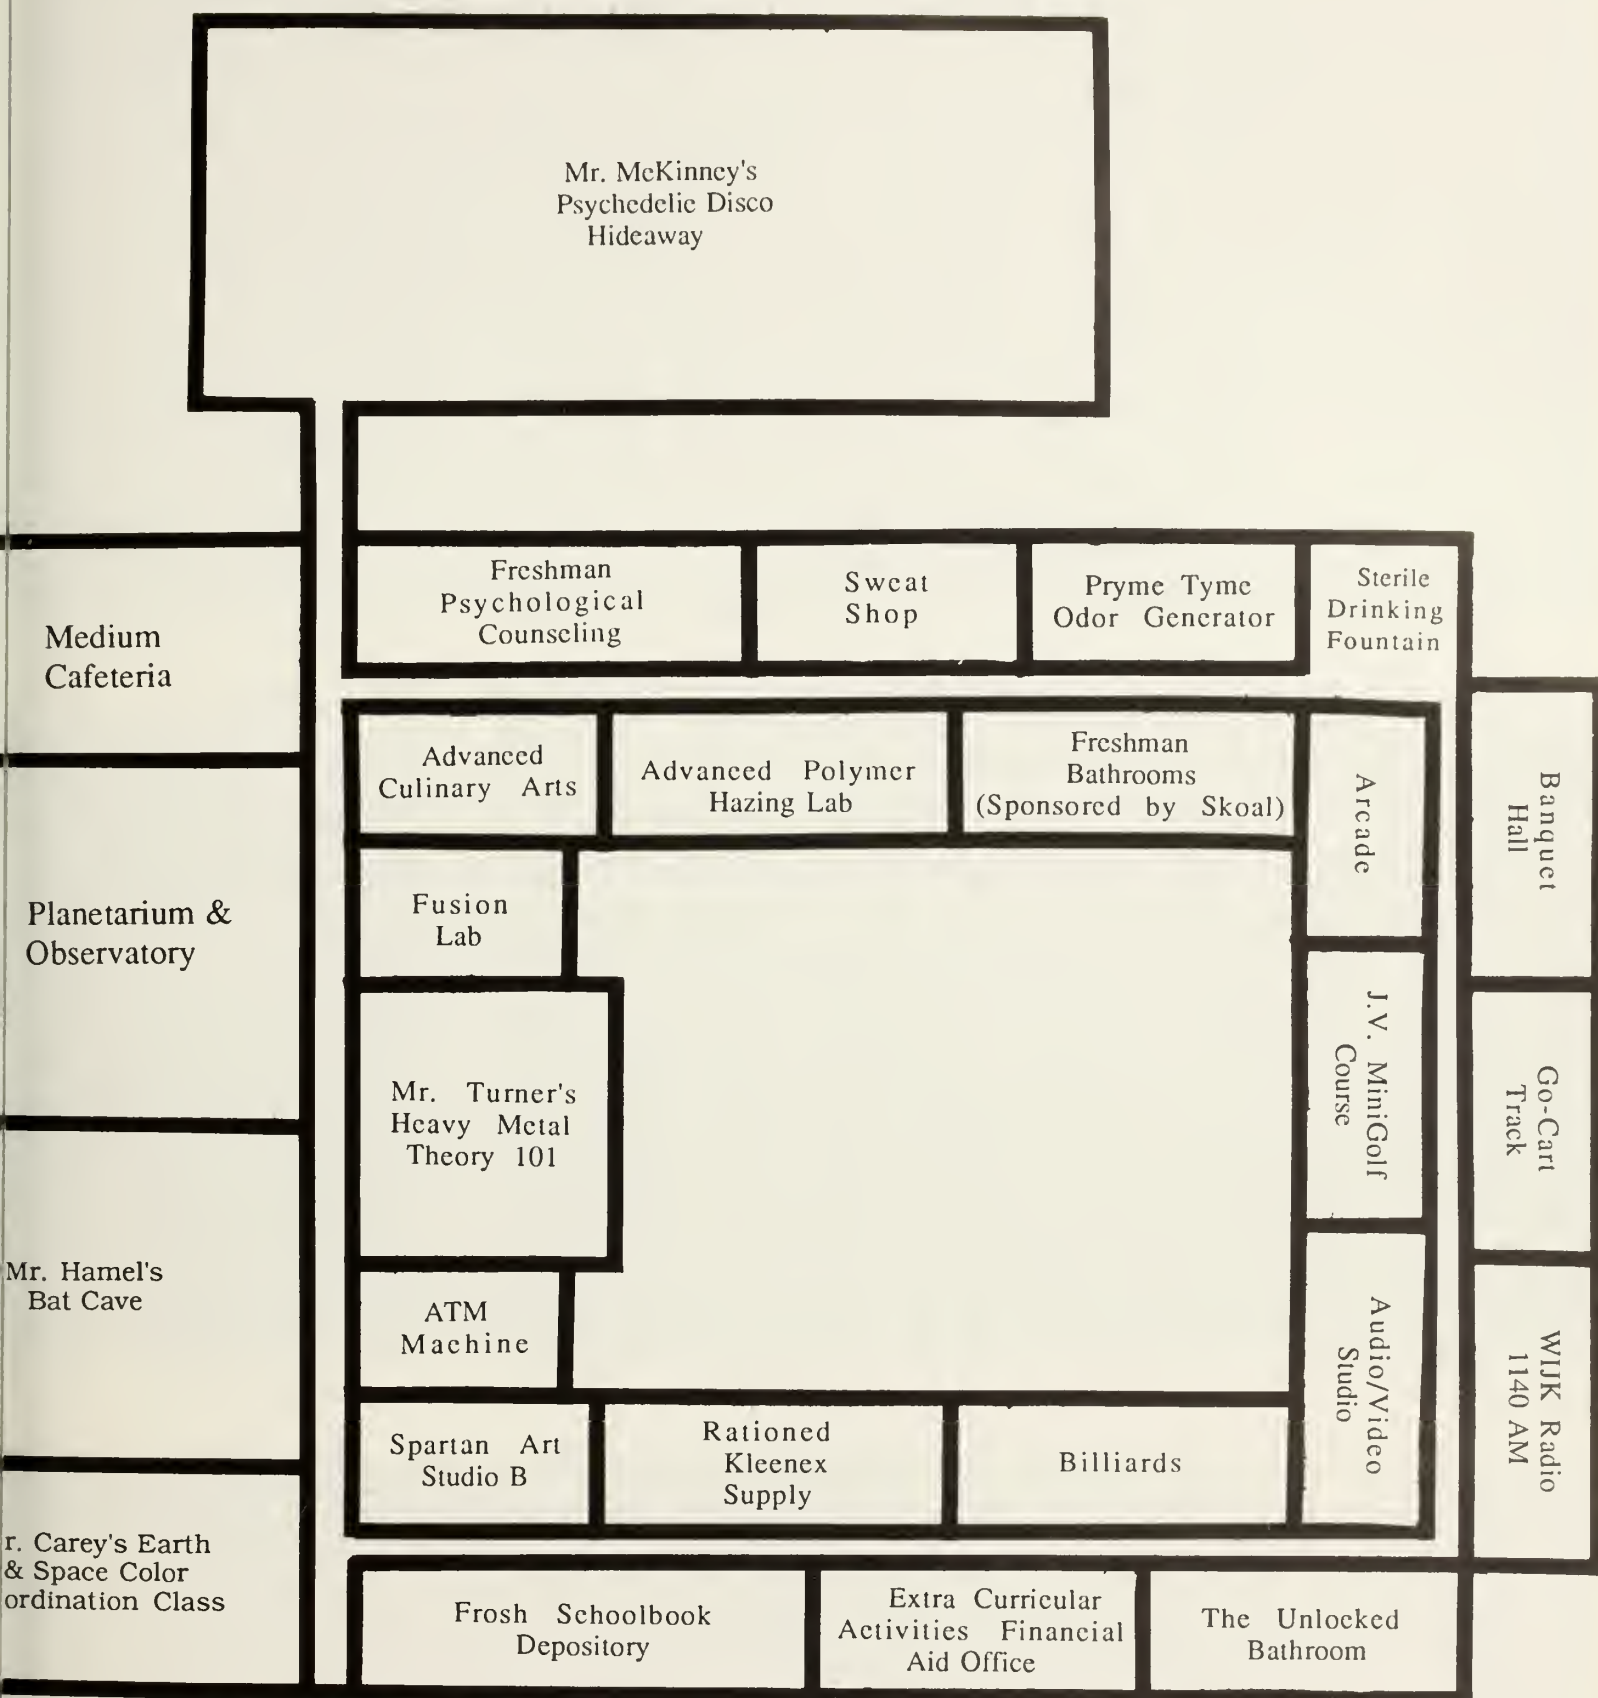 Mr. McKinney's
Psychedelic Disco
Hideaway
Freshman
Psychological
Counseling
Sweat
Shop
Pryme Tyme
Odor Generator
Sterile
Drinking
Fountain
Medium
Cafeteria
Advanced
Culinary Arts
Advanced Polymer
Hazing Lab
Freshman
Bathrooms
(Sponsored by Skoal)
Arcade
Banquet
Hall
Planetarium &
Observatory
Fusion
Lab
Mr. Turner's
Heavy Metal
Theory 101
J.V. MiniGolf
Course
Go-Cart
Track
Mr. Hamel's
Bat Cave
ATM
Machine
Audio/Video
Studio
WIJK Radio
1140 AM
Spartan Art
Studio B
Rationed
Kleenex
Supply
Billiards
r. Carey's Earth
& Space Color
ordination Class
Frosh Schoolbook
Depository
Extra Curricular
Activities Financial
Aid Office
The Unlocked
Bathroom